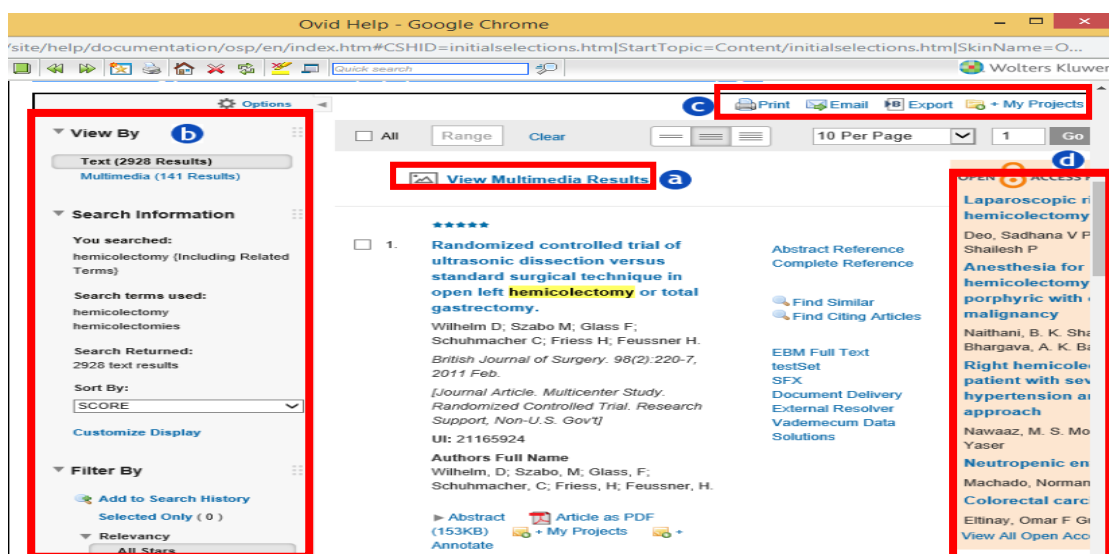 Ovid Help - Google Chrome
/site/help/documentation/osp/en/index.htm#CSHID=initialselections.htm|StartTopic=Content/initialselections.htm|SkinName=O...
Quick search
Wolters Kluwer
Options
c
Print Email Export + My Projects
View By b
All Range Clear 10 Per Page 1 Go
Text (2928 Results)
Multimedia (141 Results)
View Multimedia Results a
Search Information
You searched:
hemicolectomy {Including Related
Terms}
Search terms used:
hemicolectomy
hemicolectomies
Search Returned:
2928 text results
Sort By:
SCORE
Customize Display
Filter By
Add to Search History
Selected Only ( 0 )
Relevancy
All Stars
1.
Randomized controlled trial of
ultrasonic dissection versus
standard surgical technique in
open left hemicolectomy or total
gastrectomy.
Wilhelm D; Szabo M; Glass F;
Schuhmacher C; Friess H; Feussner H.
British Journal of Surgery. 98(2):220-7,
2011 Feb.
[Journal Article. Multicenter Study.
Randomized Controlled Trial. Research
Support, Non-U.S. Gov't]
UI: 21165924
Authors Full Name
Wilhelm, D; Szabo, M; Glass, F;
Schuhmacher, C; Friess, H; Feussner, H.
Abstract Article as PDF
(153KB) + My Projects +
Annotate
Abstract Reference
Complete Reference
Find Similar
Find Citing Articles
EBM Full Text
testSet
SFX
Document Delivery
External Resolver
Vademecum Data
Solutions
d
OPEN ACCESS
Laparoscopic ri
hemicolectomy
Deo, Sadhana V P
Shailesh P
Anesthesia for
hemicolectomy
porphyric with
malignancy
Naithani, B. K. Sha
Bhargava, A. K. Ba
Right hemicole
patient with sev
hypertension a
approach
Nawaaz, M. S. Mo
Yaser
Neutropenic en
Machado, Norman
Colorectal carc
Eltinay, Omar F G
View All Open Acc